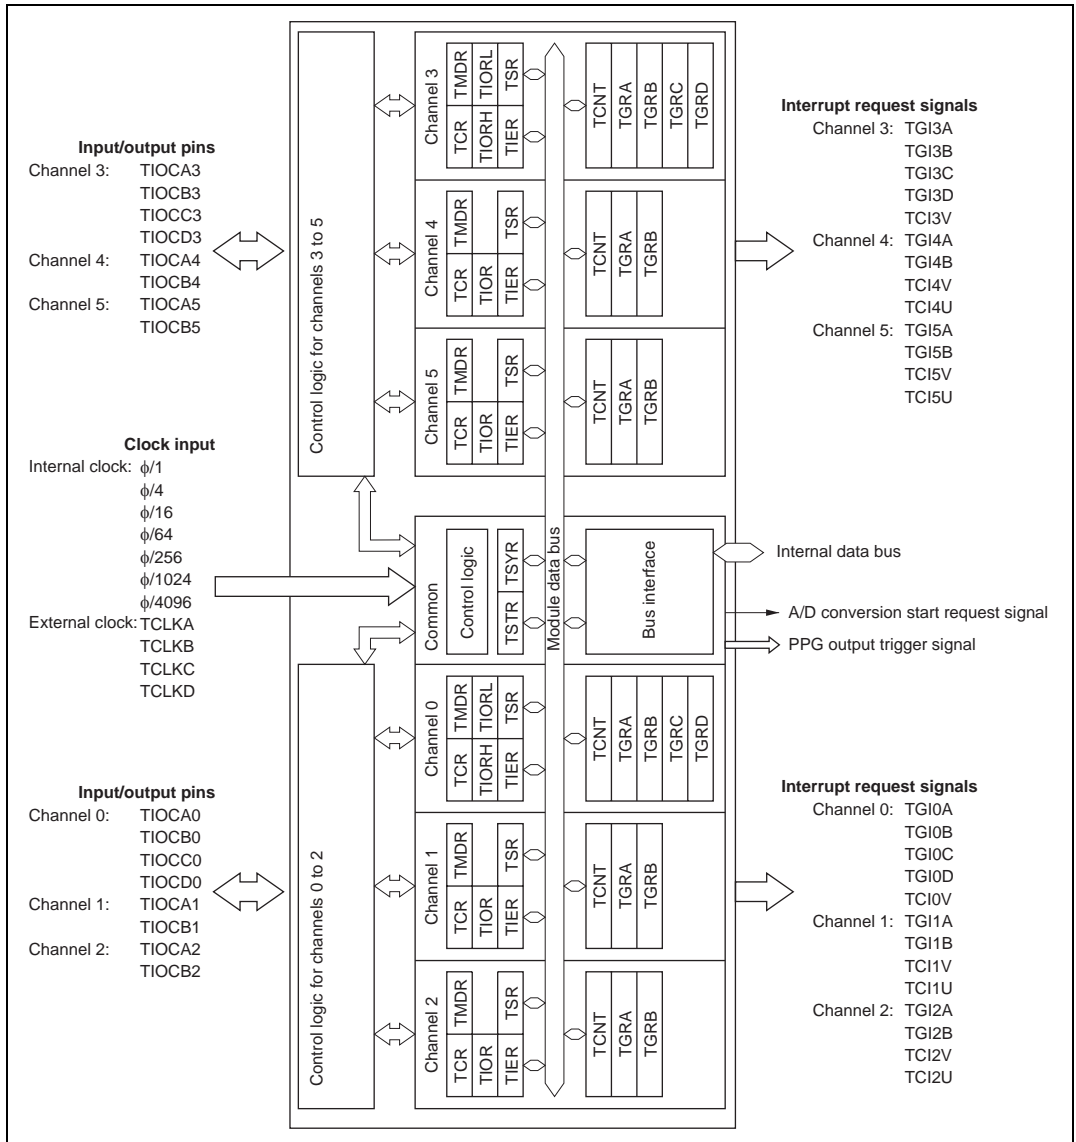 Input/output pins
Channel 3: TIOCA3
TIOCB3
TIOCC3
TIOCD3
Channel 4: TIOCA4
TIOCB4
Channel 5: TIOCA5
TIOCB5
Clock input
Internal clock: ϕ/1
ϕ/4
ϕ/16
ϕ/64
ϕ/256
ϕ/1024
ϕ/4096
External clock: TCLKA
TCLKB
TCLKC
TCLKD
Input/output pins
Channel 0: TIOCA0
TIOCB0
TIOCC0
TIOCD0
Channel 1: TIOCA1
TIOCB1
Channel 2: TIOCA2
TIOCB2
Control logic for channels 3 to 5
Control logic for channels 0 to 2
Channel 3
TMDR
TIORL
TSR
TCR
TIORH
TIER
TCNT
TGRA
TGRB
TGRC
TGRD
Channel 4
TMDR
TSR
TCR
TIOR
TIER
TCNT
TGRA
TGRB
Channel 5
TMDR
TSR
TCR
TIOR
TIER
TCNT
TGRA
TGRB
Common
Control logic
TSYR
TSTR
Module data bus
Bus interface
Channel 0
TMDR
TIORL
TSR
TCR
TIORH
TIER
TCNT
TGRA
TGRB
TGRC
TGRD
Channel 1
TMDR
TSR
TCR
TIOR
TIER
TCNT
TGRA
TGRB
Channel 2
TMDR
TSR
TCR
TIOR
TIER
TCNT
TGRA
TGRB
Interrupt request signals
Channel 3: TGI3A
TGI3B
TGI3C
TGI3D
TCI3V
Channel 4: TGI4A
TGI4B
TCI4V
TCI4U
Channel 5: TGI5A
TGI5B
TCI5V
TCI5U
Internal data bus
A/D conversion start request signal
PPG output trigger signal
Interrupt request signals
Channel 0: TGI0A
TGI0B
TGI0C
TGI0D
TCI0V
Channel 1: TGI1A
TGI1B
TCI1V
TCI1U
Channel 2: TGI2A
TGI2B
TCI2V
TCI2U